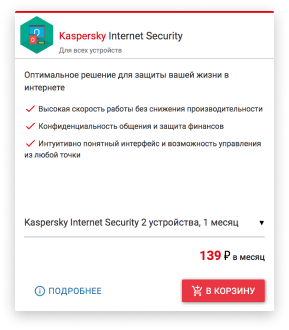 Kaspersky Internet Security
Для всех устройств
Оптимальное решение для защиты вашей жизни в
интернете
Высокая скорость работы без снижения производительности
Конфиденциальность общения и защита финансов
Интуитивно понятный интерфейс и возможность управления
из любой точки
Kaspersky Internet Security 2 устройства, 1 месяц
139 ₽ в месяц
ПОДРОБНЕЕ
В КОРЗИНУ